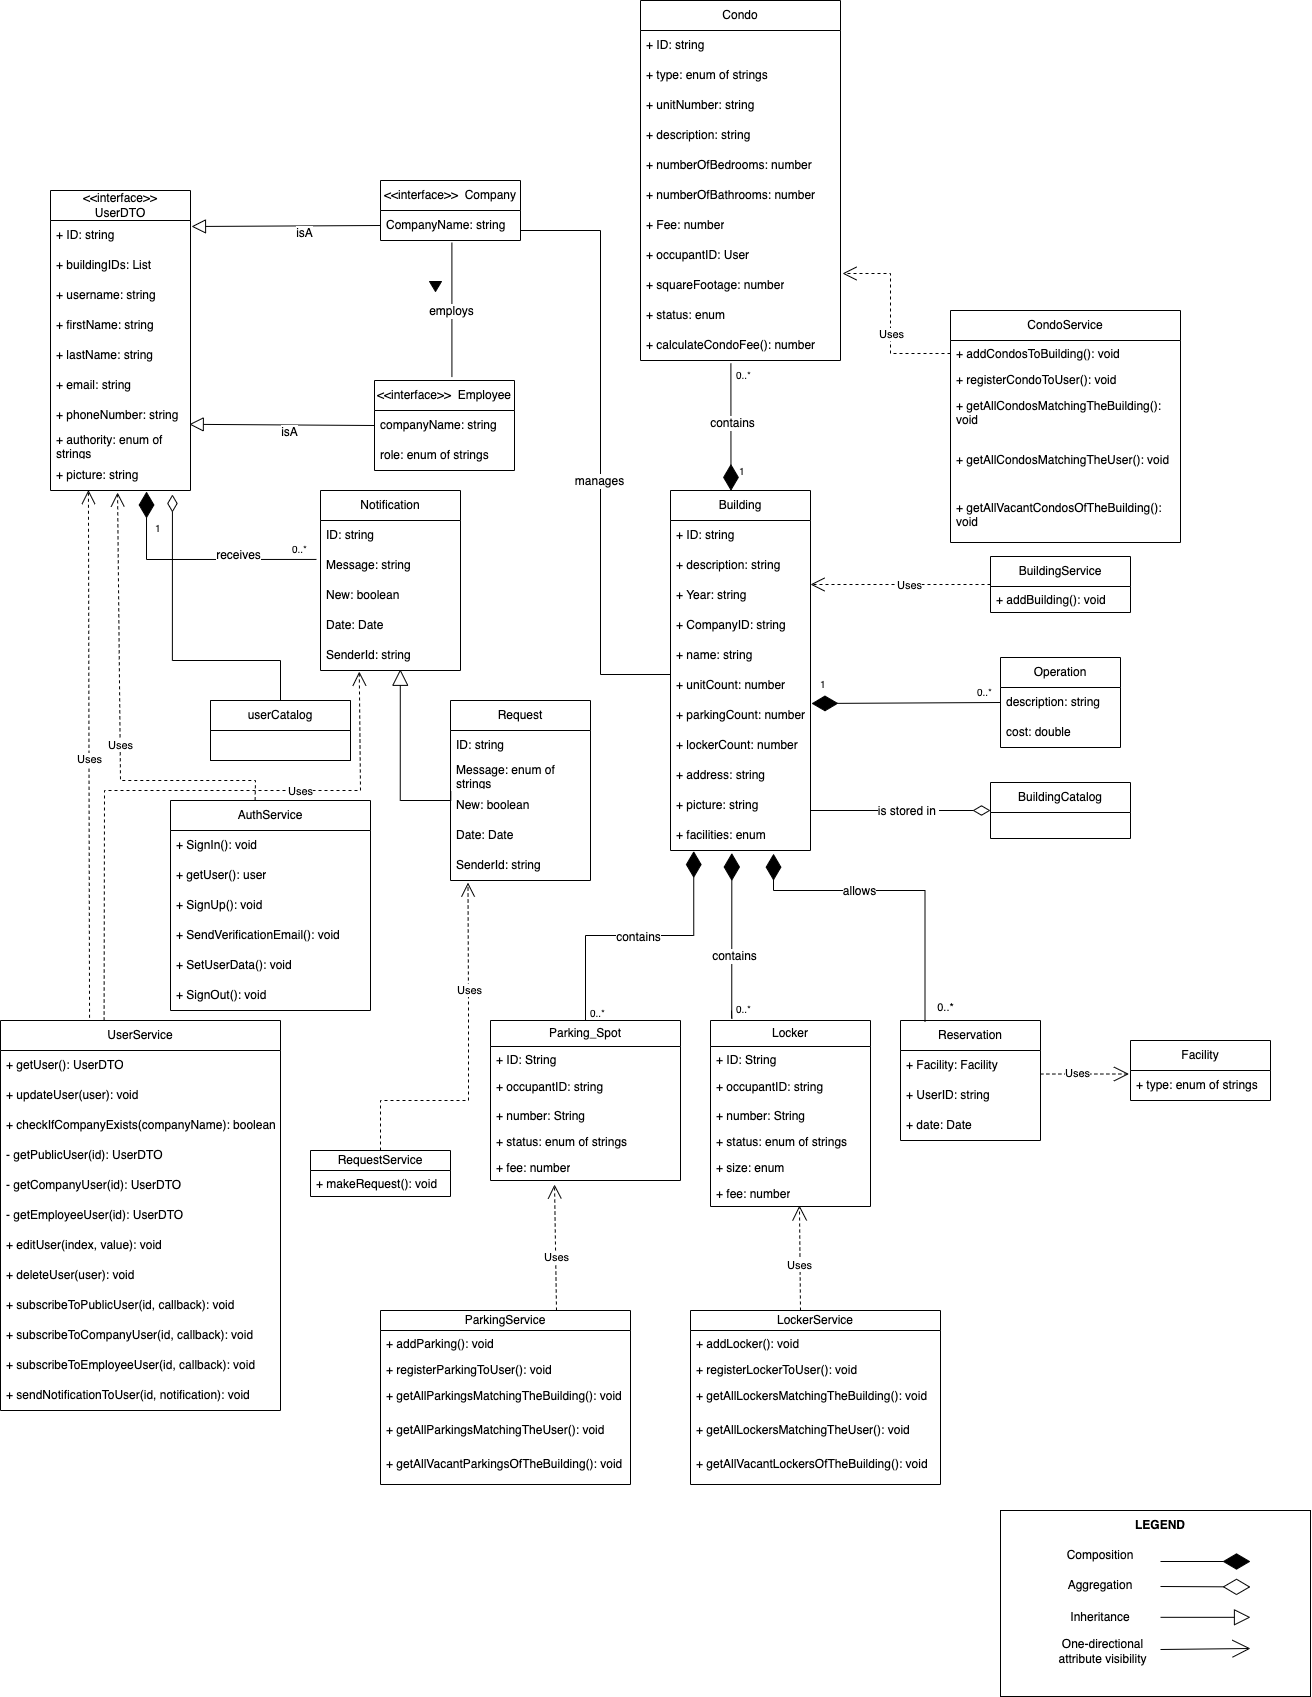 Condo
+ ID: string
+ type: enum of strings
+ unitNumber: string
+ description: string
+ numberOfBedrooms: number
+ numberOfBathrooms: number
+ Fee: number
+ occupantID: User
+ squareFootage: number
+ status: enum
+ calculateCondoFee(): number
<<interface>>
UserDTO
+ ID: string
+ buildingIDs: List
+ username: string
+ firstName: string
+ lastName: string
+ email: string
+ phoneNumber: string
+ authority: enum of
strings
+ picture: string
<<interface>> Company
CompanyName: string
isA
employs
<<interface>> Employee
companyName: string
role: enum of strings
isA
manages
Uses
CondoService
+ addCondosToBuilding(): void
+ registerCondoToUser(): void
+ getAllCondosMatchingTheBuilding():
void
+ getAllCondosMatchingTheUser(): void
+ getAllVacantCondosOfTheBuilding():
void
0..*
contains
1
Notification
ID: string
Message: string
New: boolean
Date: Date
SenderId: string
1
receives
0..*
Building
+ ID: string
+ description: string
+ Year: string
+ CompanyID: string
+ name: string
+ unitCount: number
+ parkingCount: number
+ lockerCount: number
+ address: string
+ picture: string
+ facilities: enum
Uses
BuildingService
+ addBuilding(): void
1
0..*
Operation
description: string
cost: double
is stored in
BuildingCatalog
userCatalog
Request
ID: string
Message: enum of
strings
New: boolean
Date: Date
SenderId: string
Uses
Uses
Uses
AuthService
+ SignIn(): void
+ getUser(): user
+ SignUp(): void
+ SendVerificationEmail(): void
+ SetUserData(): void
+ SignOut(): void
allows
contains
contains
Uses
0..*
0..*
0..*
UserService
+ getUser(): UserDTO
+ updateUser(user): void
+ checkIfCompanyExists(companyName): boolean
- getPublicUser(id): UserDTO
- getCompanyUser(id): UserDTO
- getEmployeeUser(id): UserDTO
+ editUser(index, value): void
+ deleteUser(user): void
+ subscribeToPublicUser(id, callback): void
+ subscribeToCompanyUser(id, callback): void
+ subscribeToEmployeeUser(id, callback): void
+ sendNotificationToUser(id, notification): void
RequestService
+ makeRequest(): void
Parking_Spot
+ ID: String
+ occupantID: string
+ number: String
+ status: enum of strings
+ fee: number
Locker
+ ID: String
+ occupantID: string
+ number: String
+ status: enum of strings
+ size: enum
+ fee: number
Reservation
+ Facility: Facility
+ UserID: string
+ date: Date
Uses
Facility
+ type: enum of strings
Uses
Uses
ParkingService
+ addParking(): void
+ registerParkingToUser(): void
+ getAllParkingsMatchingTheBuilding(): void
+ getAllParkingsMatchingTheUser(): void
+ getAllVacantParkingsOfTheBuilding(): void
LockerService
+ addLocker(): void
+ registerLockerToUser(): void
+ getAllLockersMatchingTheBuilding(): void
+ getAllLockersMatchingTheUser(): void
+ getAllVacantLockersOfTheBuilding(): void
LEGEND
Composition
Aggregation
Inheritance
One-directional
attribute visibility